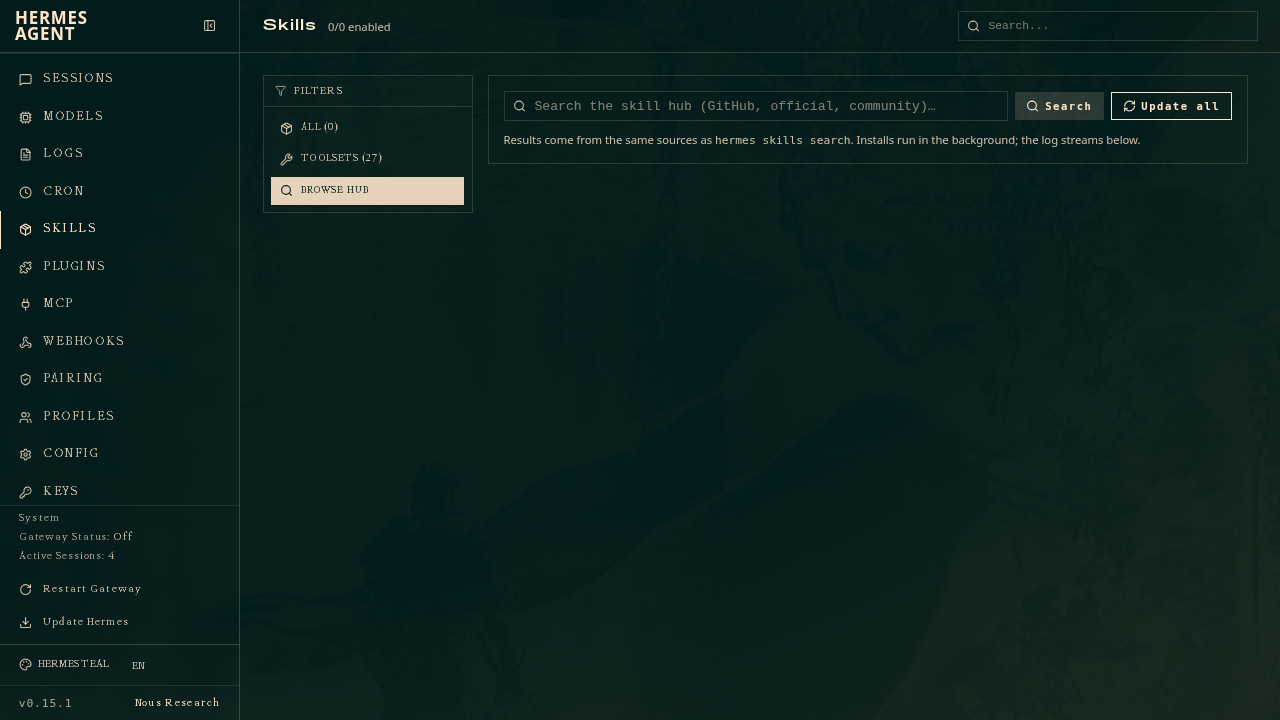 HERMES
AGENT
SESSIONS
MODELS
LOGS
CRON
SKILLS
PLUGINS
MCP
WEBHOOKS
PAIRING
PROFILES
CONFIG
KEYS
System
Gateway Status: Off
Active Sessions: 4
Restart Gateway
Update Hermes
HERMES TEAL EN
v0.15.1 Nous Research
Skills 0/0 enabled
Search...
FILTERS
ALL (0)
TOOLSETS (27)
BROWSE HUB
Search the skill hub (GitHub, official, community)…
Search
Update all
Results come from the same sources as hermes skills search. Installs run in the background; the log streams below.